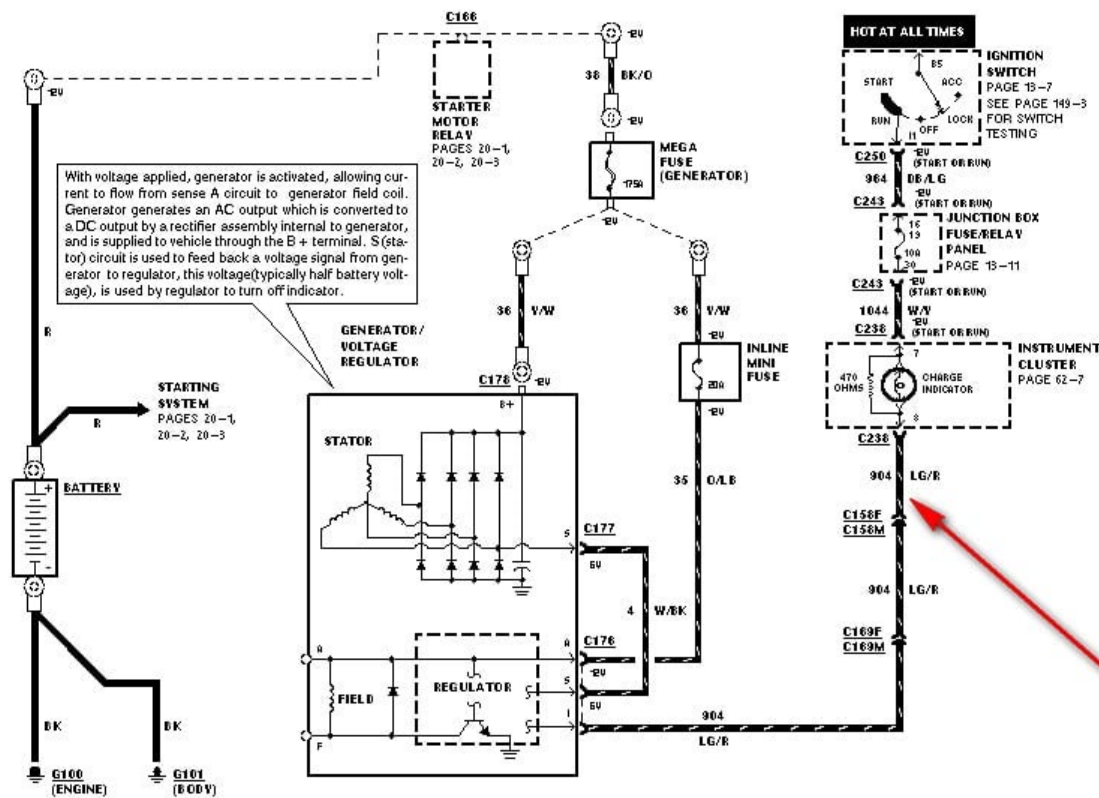 C166
-12V
-12V
38 BK/O
-12V
STARTER
MOTOR
RELAY
PAGES 20-1,
20-2, 20-3
MEGA
FUSE
(GENERATOR)
175A
-12V
HOT AT ALL TIMES
B5
START
ACC
RUN
OFF
LOCK
I1
IGNITION
SWITCH
PAGE 13-7
SEE PAGE 149-3
FOR SWITCH
TESTING
C250
-12V
(START OR RUN)
964 DB/LG
C243
-12V
(START OR RUN)
16
19
10A
30
JUNCTION BOX
FUSE/RELAY
PANEL
PAGE 13-11
C243
-12V
(START OR RUN)
1044 W/Y
C238
-12V
(START OR RUN)
7
470
OHMS
CHARGE
INDICATOR
8
INSTRUMENT
CLUSTER
PAGE 62-7
C238
904 LG/R
C158F
C158M
904 LG/R
C169F
C169M
904
LG/R
With voltage applied, generator is activated, allowing cur-
rent to flow from sense A circuit to generator field coil.
Generator generates an AC output which is converted to
a DC output by a rectifier assembly internal to generator,
and is supplied to vehicle through the B + terminal. S (sta-
tor) circuit is used to feed back a voltage signal from gen-
erator to regulator, this voltage(typically half battery volt-
age), is used by regulator to turn off indicator.
GENERATOR/
VOLTAGE
REGULATOR
36 Y/W
C178
-12V
B+
36 Y/W
-12V
20A
-12V
INLINE
MINI
FUSE
35 O/LB
STATOR
S
C177
6V
4 W/BK
A
C176
-12V
S
6V
I
A
FIELD
F
REGULATOR
R
STARTING
SYSTEM
PAGES 20-1,
20-2, 20-3
R
BATTERY
+
-
BK
BK
G100
(ENGINE)
G101
(BODY)